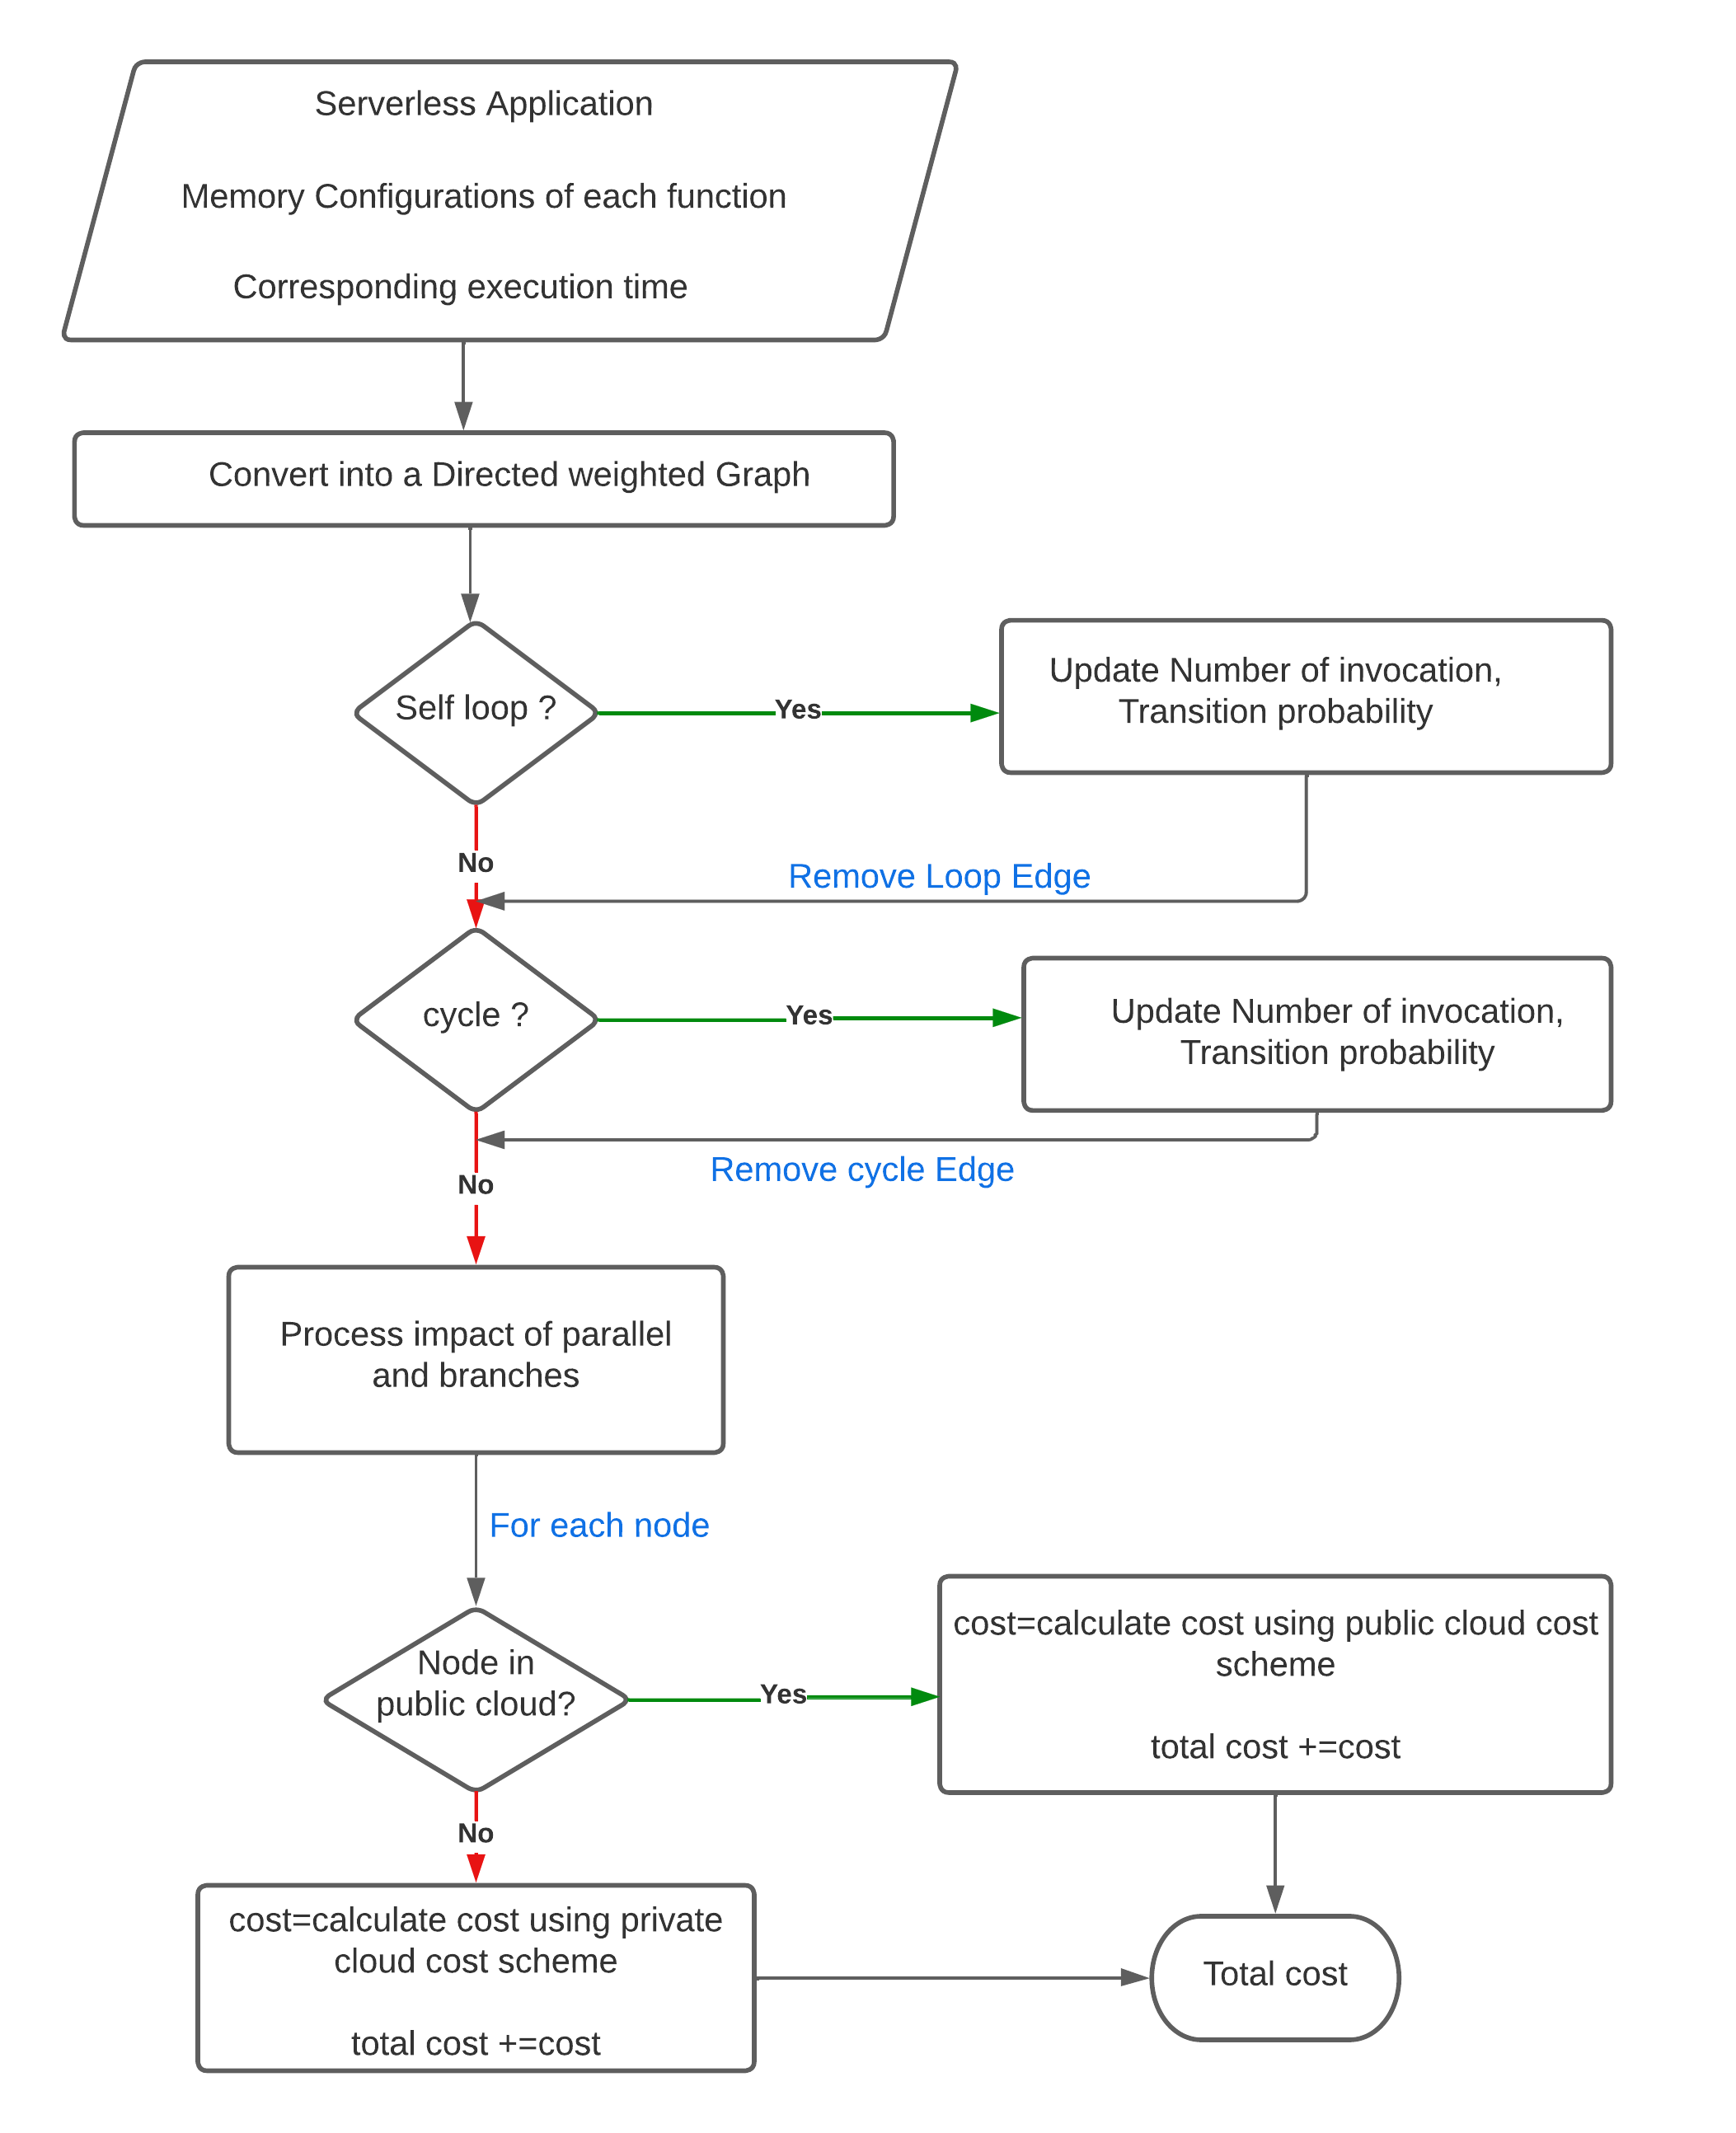 Serverless Application
Memory Configurations of each function
Corresponding execution time
Convert into a Directed weighted Graph
Self loop ?
Yes
Update Number of invocation,
Transition probability
No
Remove Loop Edge
cycle ?
Yes
Update Number of invocation,
Transition probability
Remove cycle Edge
No
Process impact of parallel
and branches
For each node
Node in
public cloud?
Yes
cost=calculate cost using public cloud cost
scheme
total cost +=cost
No
cost=calculate cost using private
cloud cost scheme
total cost +=cost
Total cost